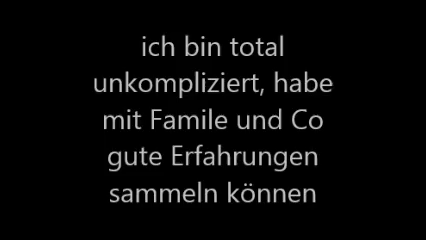 ich bin total
unkompliziert, habe
mit Famile und Co
gute Erfahrungen
sammeln können